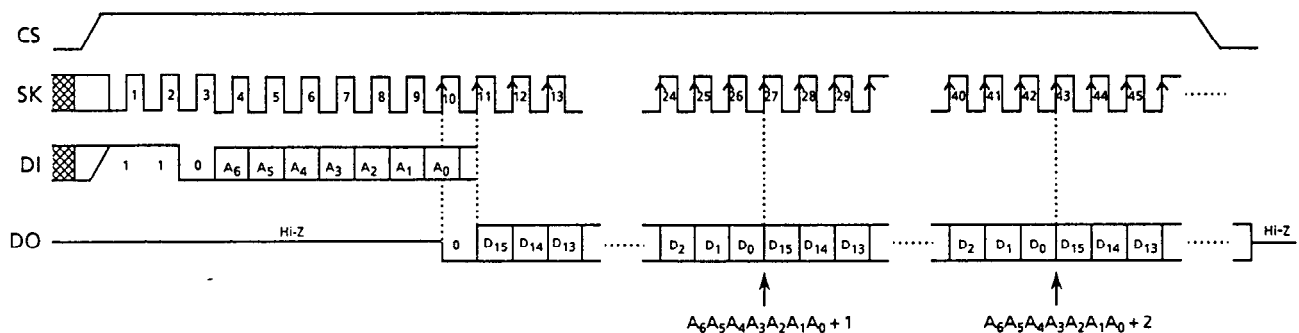 CS
SK 1 2 3 4 5 6 7 8 9 10 11 12 13 24 25 26 27 28 29 40 41 42 43 44 45
DI 1 1 0 A6 A5 A4 A3 A2 A1 A0
DO Hi-Z 0 D15 D14 D13 D2 D1 D0 D15 D14 D13 D2 D1 D0 D15 D14 D13 Hi-Z
A6A5A4A3A2A1A0 + 1 A6A5A4A3A2A1A0 + 2